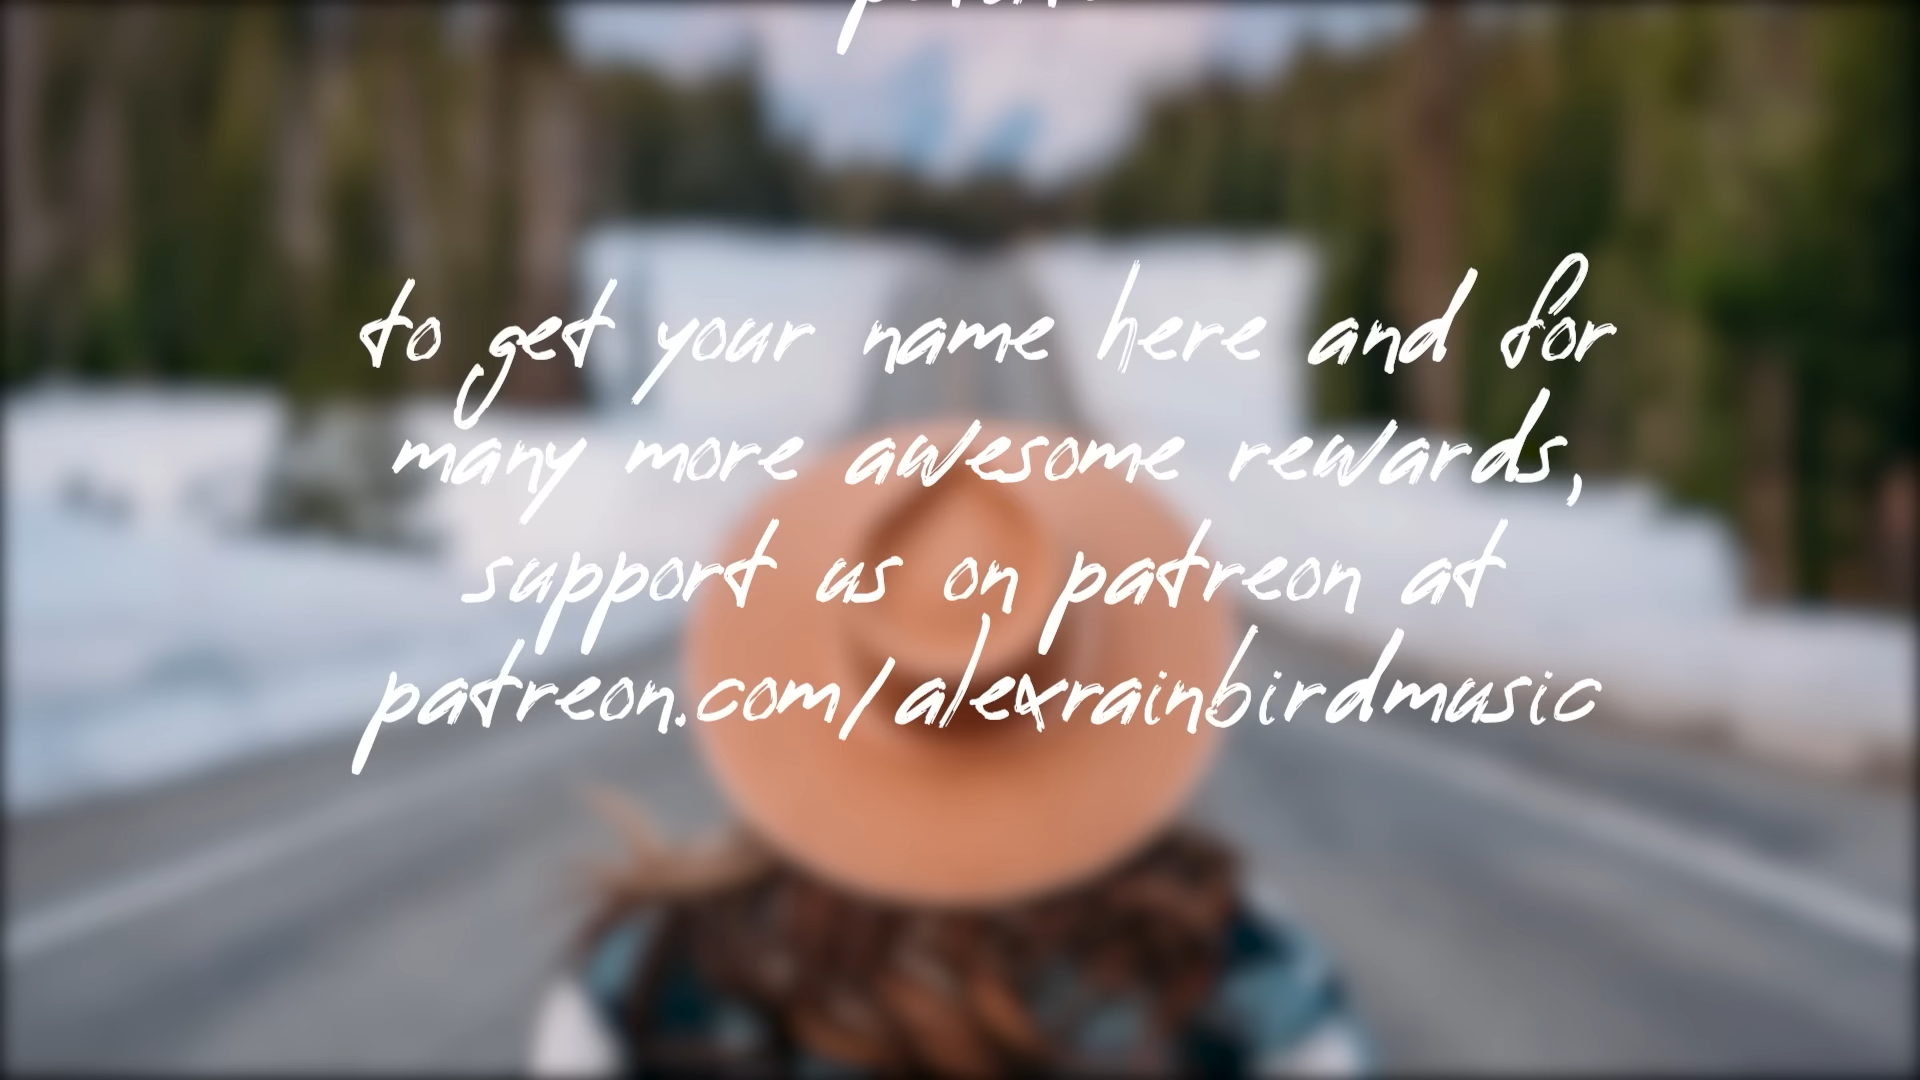 to get your name here and for
many more awesome rewards,
support us on patreon at
patreon.com/alexrainbirdmusic